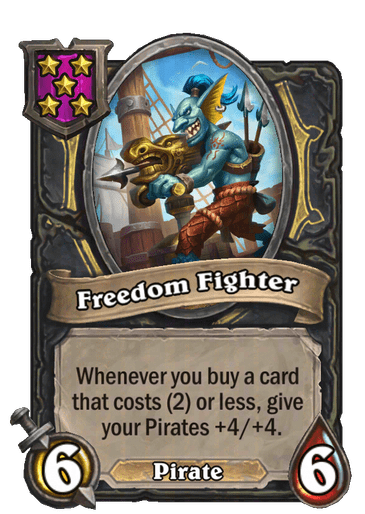 Freedom Fighter
Whenever you buy a card
that costs (2) or less, give
your Pirates +4/+4.
6
Pirate
6